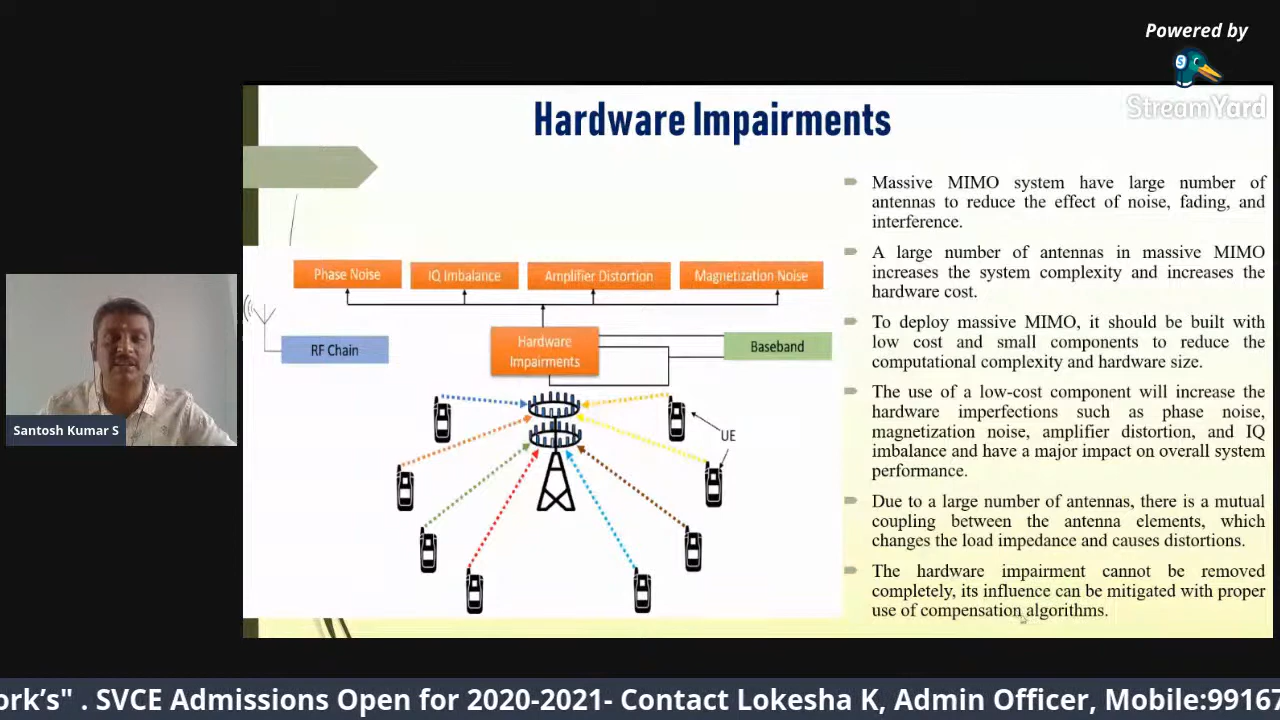 Powered by
StreamYard
Hardware Impairments
Phase Noise
IQ Imbalance
Amplifier Distortion
Magnetization Noise
RF Chain
Hardware
Impairments
Baseband
UE
Massive MIMO system have large number of
antennas to reduce the effect of noise, fading, and
interference.
A large number of antennas in massive MIMO
increases the system complexity and increases the
hardware cost.
To deploy massive MIMO, it should be built with
low cost and small components to reduce the
computational complexity and hardware size.
The use of a low-cost component will increase the
hardware imperfections such as phase noise,
magnetization noise, amplifier distortion, and IQ
imbalance and have a major impact on overall system
performance.
Due to a large number of antennas, there is a mutual
coupling between the antenna elements, which
changes the load impedance and causes distortions.
The hardware impairment cannot be removed
completely, its influence can be mitigated with proper
use of compensation algorithms.
Santosh Kumar S
ork's" . SVCE Admissions Open for 2020-2021- Contact Lokesha K, Admin Officer, Mobile:99167